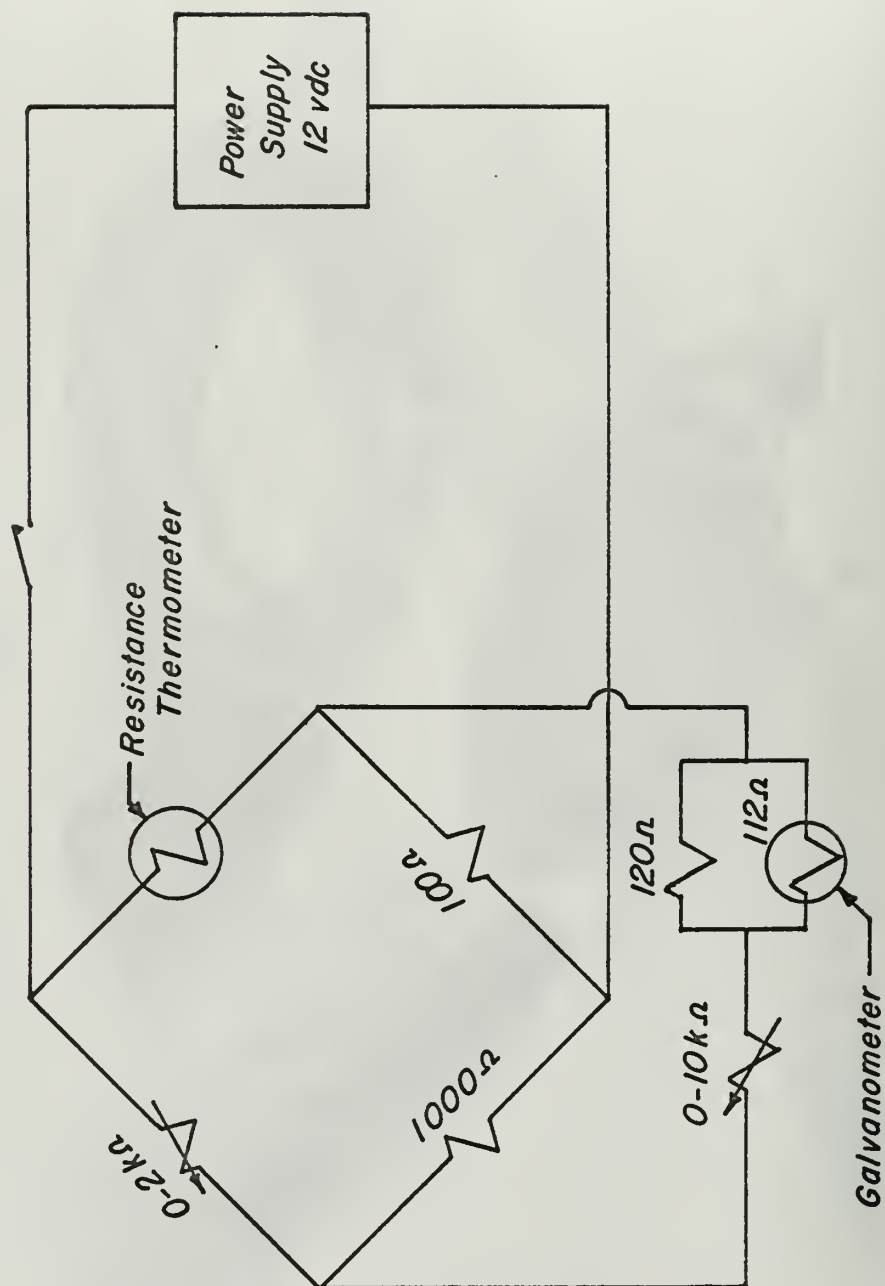 Power
Supply
12 vdc
Resistance
Thermometer
0-2kΩ
100Ω
1000Ω
120Ω
112Ω
0-10kΩ
Galvanometer